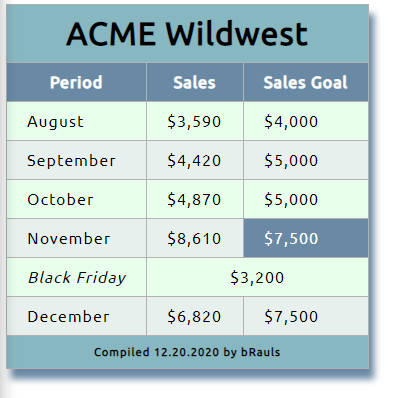 ACME Wildwest
Period Sales Sales Goal
August $3,590 $4,000
September $4,420 $5,000
October $4,870 $5,000
November $8,610 $7,500
Black Friday $3,200
December $6,820 $7,500
Compiled 12.20.2020 by bRauls